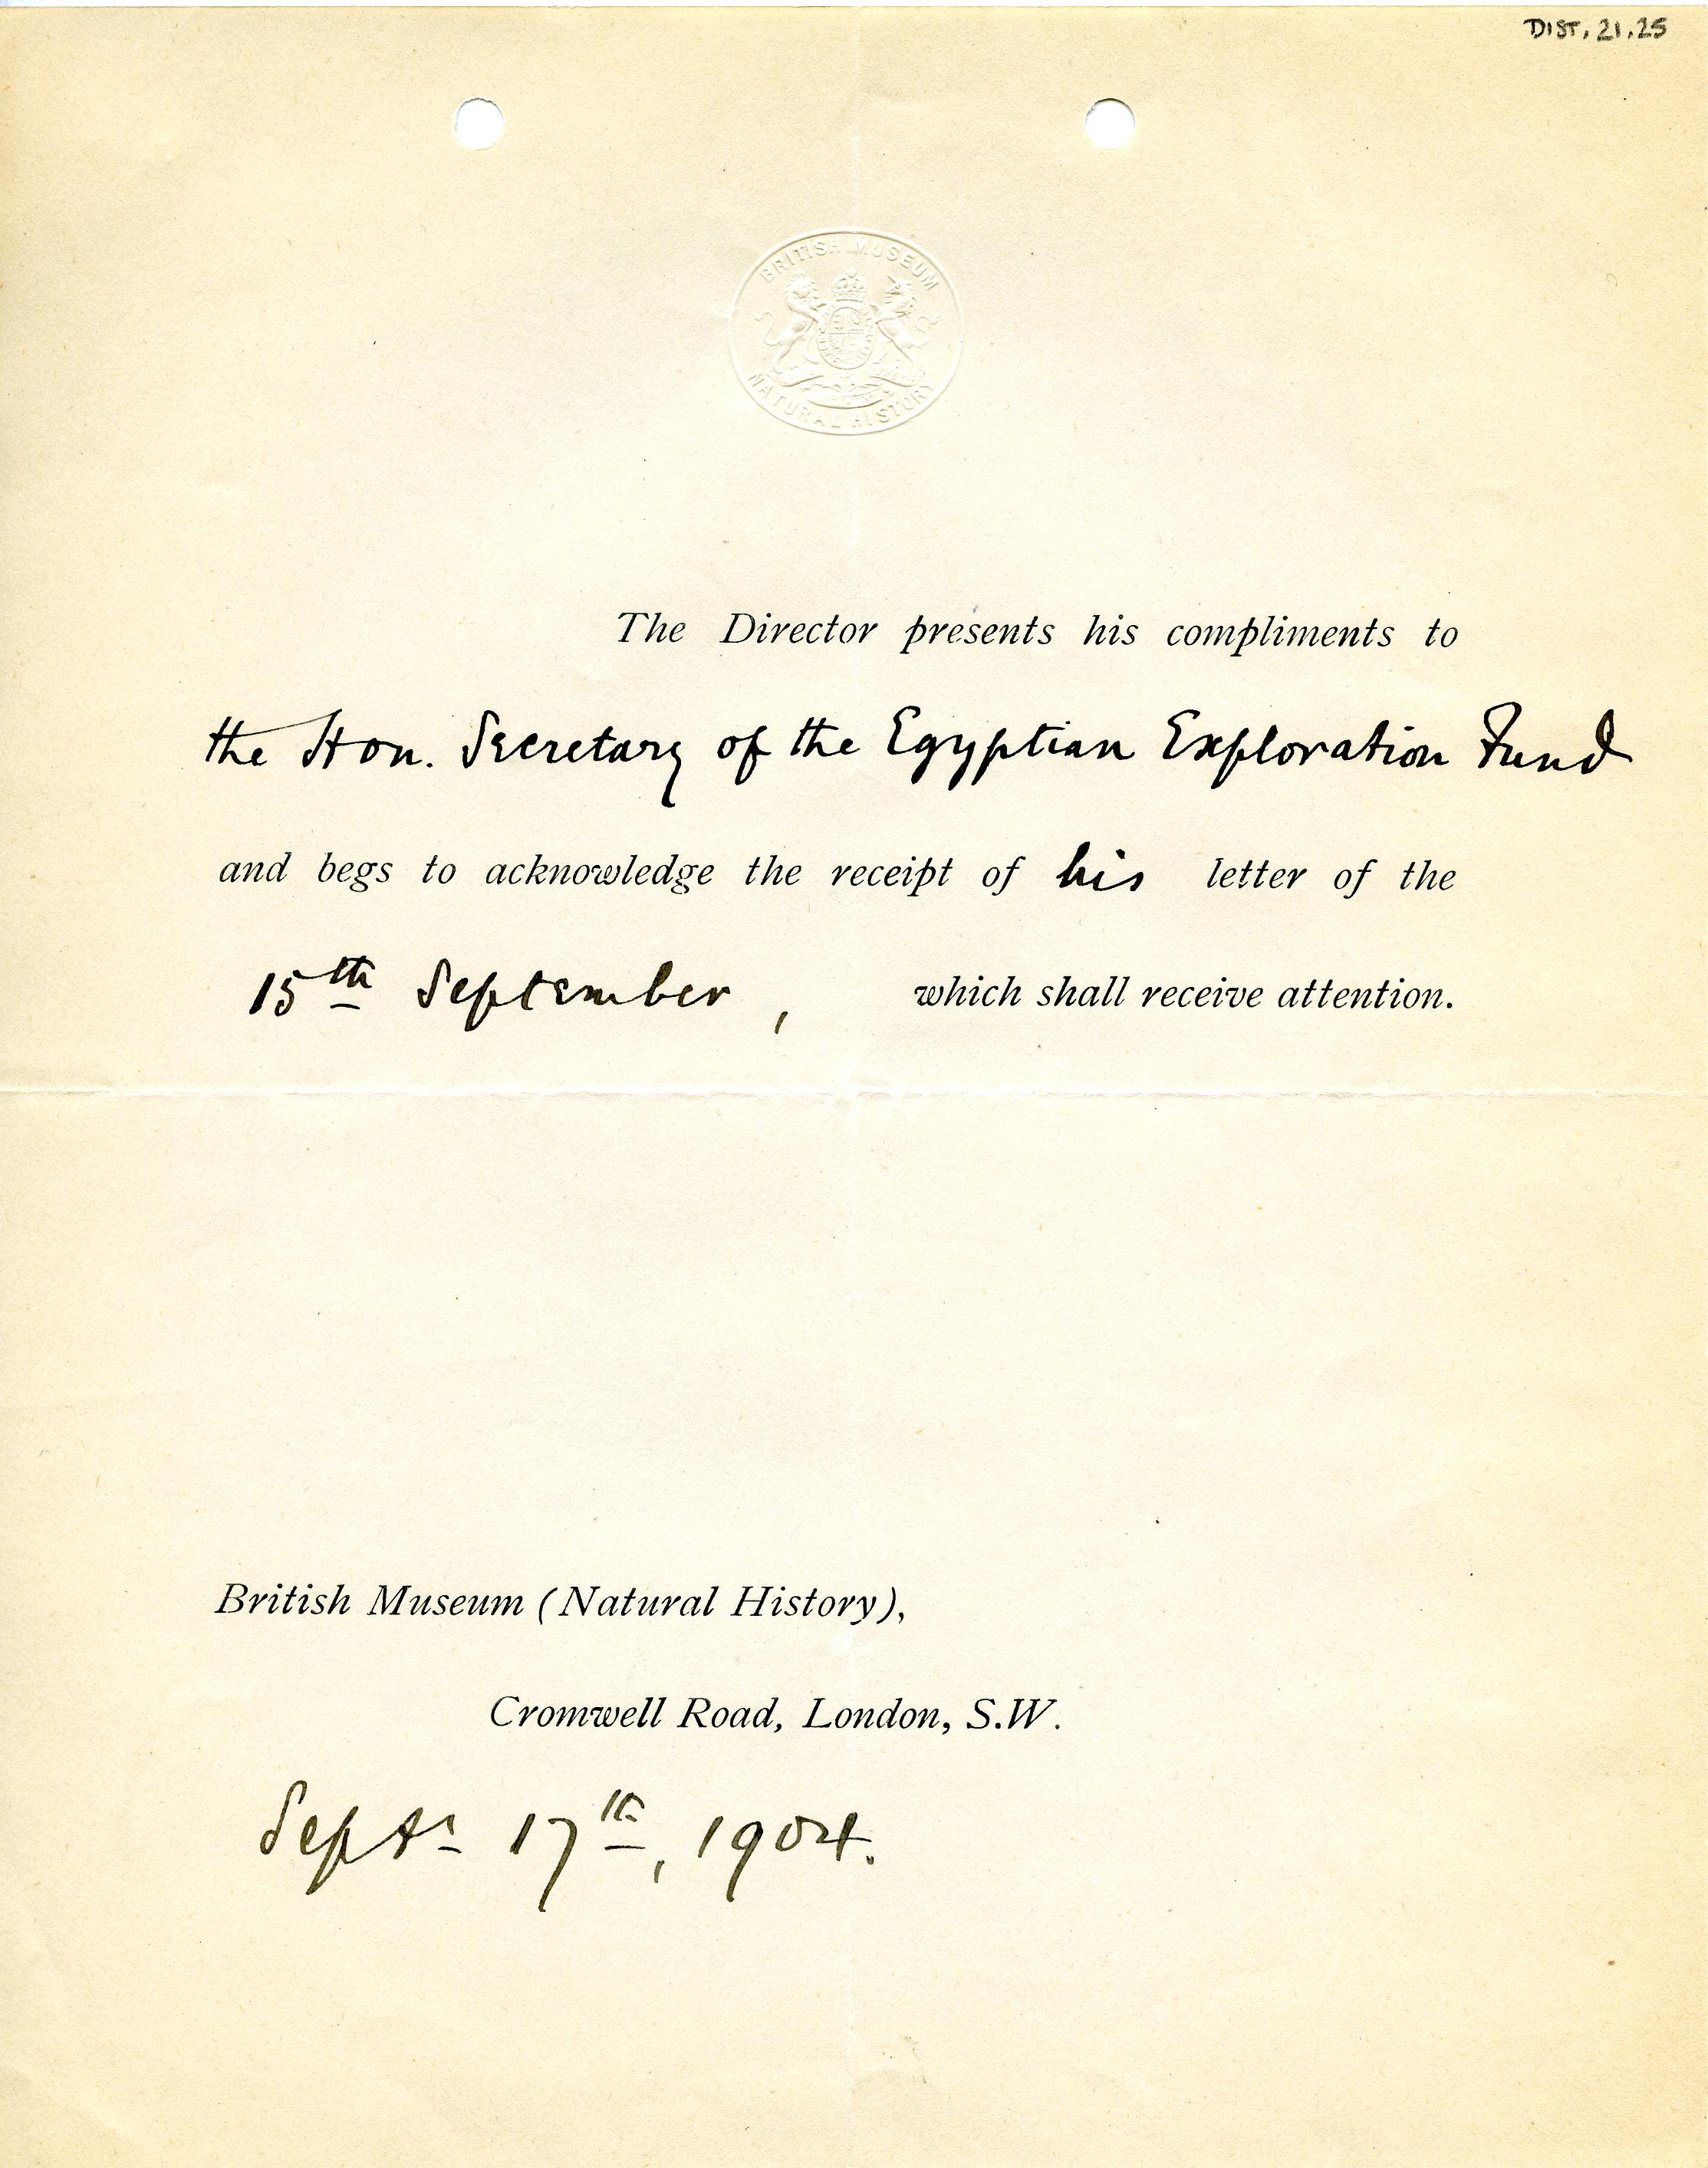 DIST. 21.25
BRITISH MUSEUM
NATURAL HISTORY
The Director presents his compliments to
the Hon. Secretary of the Egyptian Exploration Fund
and begs to acknowledge the receipt of his letter of the
15th September, which shall receive attention.
British Museum (Natural History),
Cromwell Road, London, S.W.
Septr 17th, 1904.